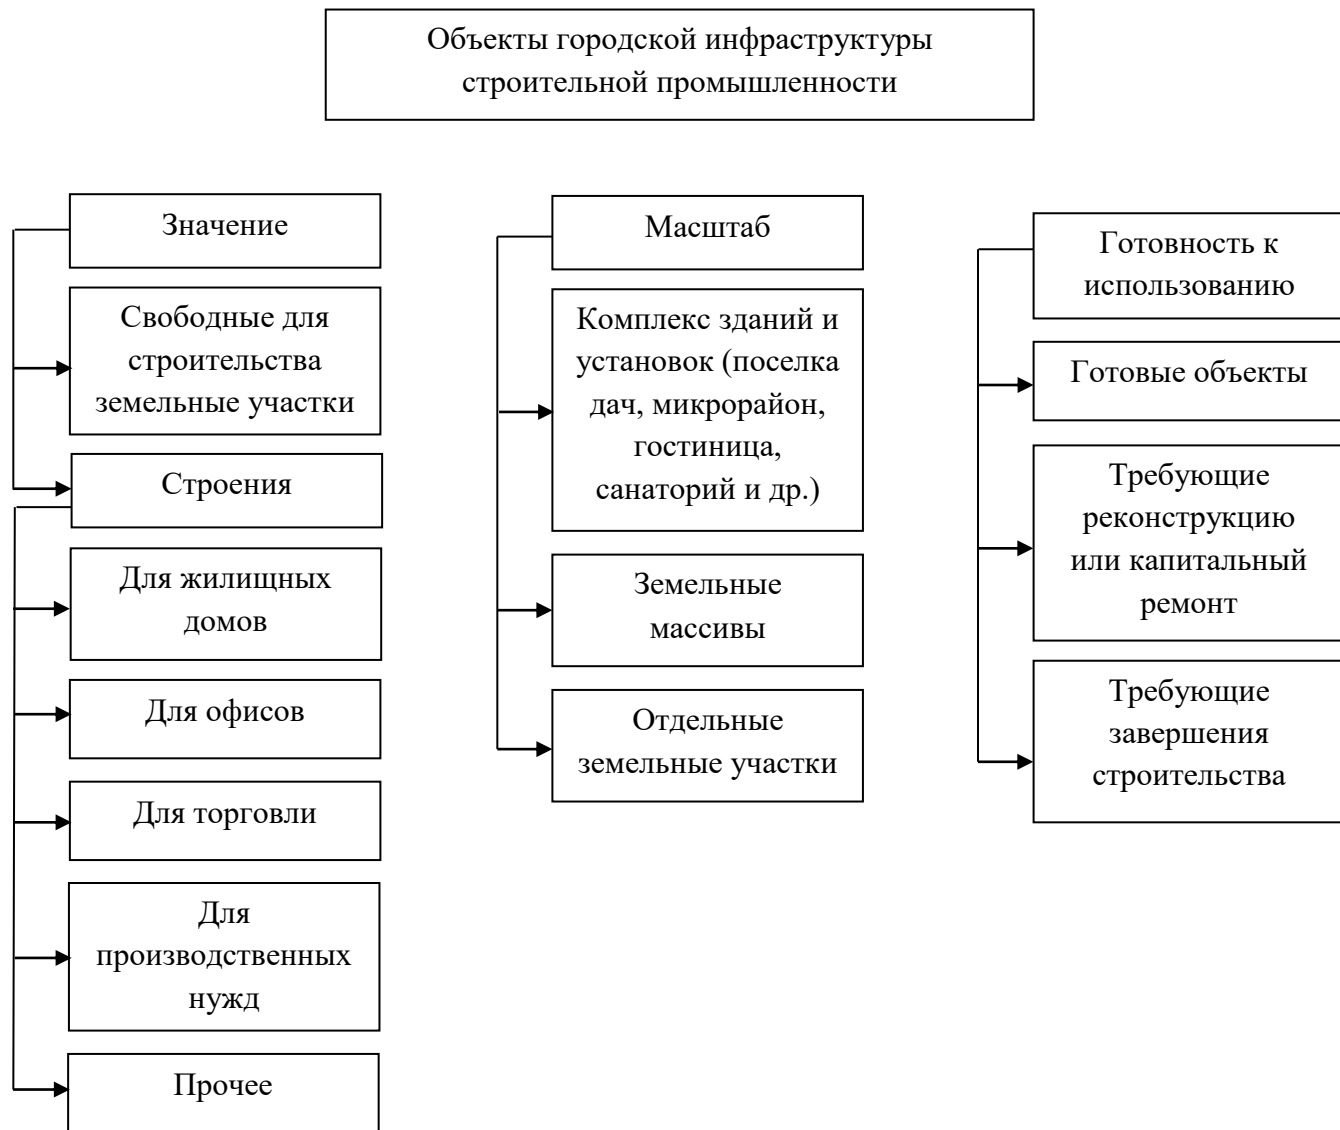 Объекты городской инфраструктуры
строительной промышленности
Значение
Свободные для
строительства
земельные участки
Строения
Для жилищных
домов
Для офисов
Для торговли
Для
производственных
нужд
Прочее
Масштаб
Комплекс зданий и
установок (поселка
дач, микрорайон,
гостиница,
санаторий и др.)
Земельные
массивы
Отдельные
земельные участки
Готовность к
использованию
Готовые объекты
Требующие
реконструкцию
или капитальный
ремонт
Требующие
завершения
строительства